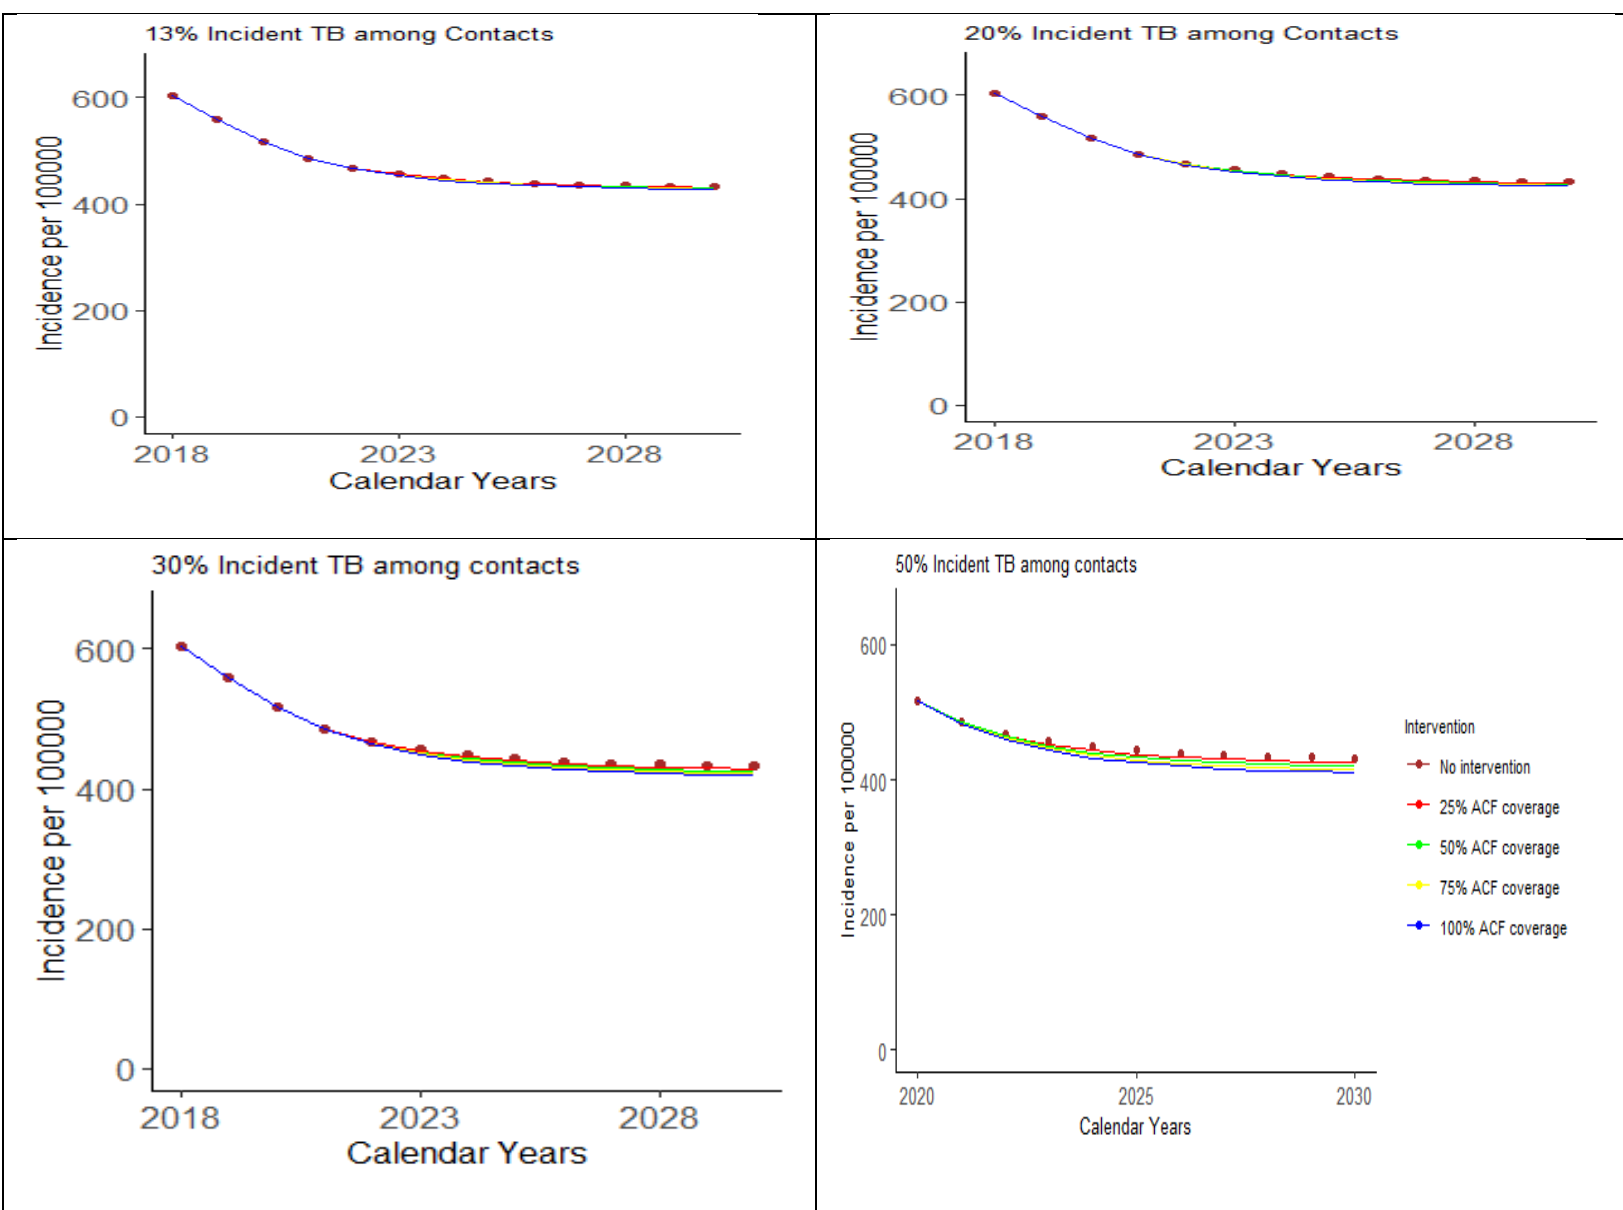 13% Incident TB among Contacts
Incidence per 100000
600
400
200
0
2018 2023 2028
Calendar Years
20% Incident TB among Contacts
Incidence per 100000
600
400
200
0
2018 2023 2028
Calendar Years
30% Incident TB among contacts
Incidence per 100000
600
400
200
0
2018 2023 2028
Calendar Years
50% Incident TB among contacts
Incidence per 100000
600
400
200
0
2020 2025 2030
Calendar Years
Intervention
No intervention
25% ACF coverage
50% ACF coverage
75% ACF coverage
100% ACF coverage